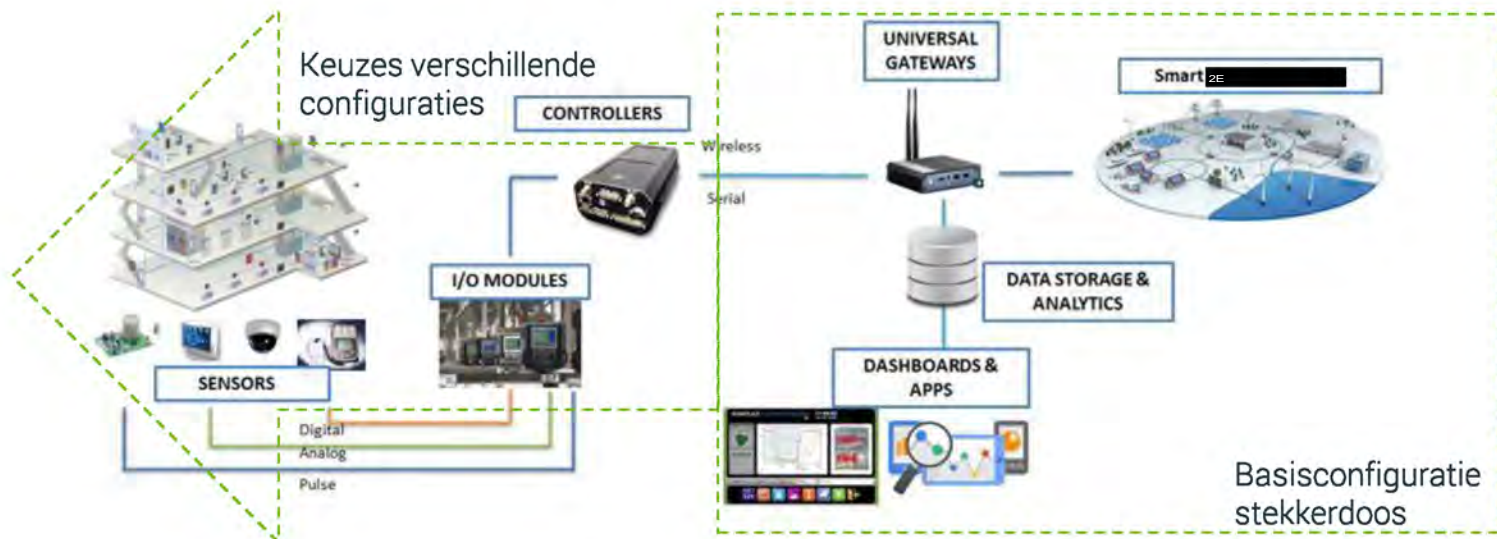 Keuzes verschillende
configuraties
CONTROLLERS
UNIVERSAL
GATEWAYS
Smart 2E
Wireless
Serial
I/O MODULES
DATA STORAGE &
ANALYTICS
SENSORS
DASHBOARDS &
APPS
Digital
Analog
Pulse
Basisconfiguratie
stekkerdoos